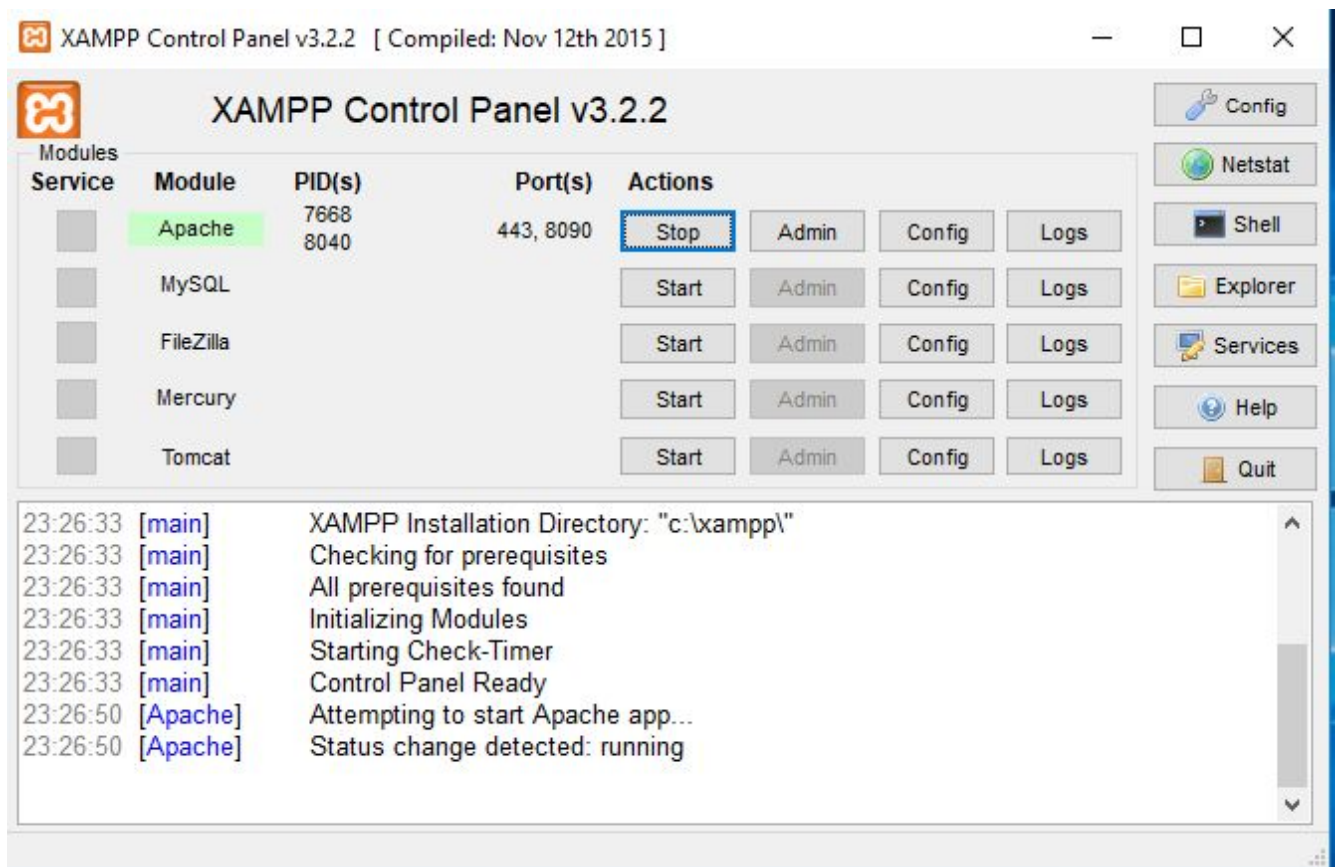 XAMPP Control Panel v3.2.2 [ Compiled: Nov 12th 2015 ]
XAMPP Control Panel v3.2.2
Config
Modules
Netstat
Service Module PID(s) Port(s) Actions
Apache 7668 8040 443, 8090 Stop Admin Config Logs
Shell
MySQL Start Admin Config Logs
Explorer
FileZilla Start Admin Config Logs
Services
Mercury Start Admin Config Logs
Help
Tomcat Start Admin Config Logs
Quit
23:26:33 [main] XAMPP Installation Directory: "c:\xampp\"
23:26:33 [main] Checking for prerequisites
23:26:33 [main] All prerequisites found
23:26:33 [main] Initializing Modules
23:26:33 [main] Starting Check-Timer
23:26:33 [main] Control Panel Ready
23:26:50 [Apache] Attempting to start Apache app...
23:26:50 [Apache] Status change detected: running